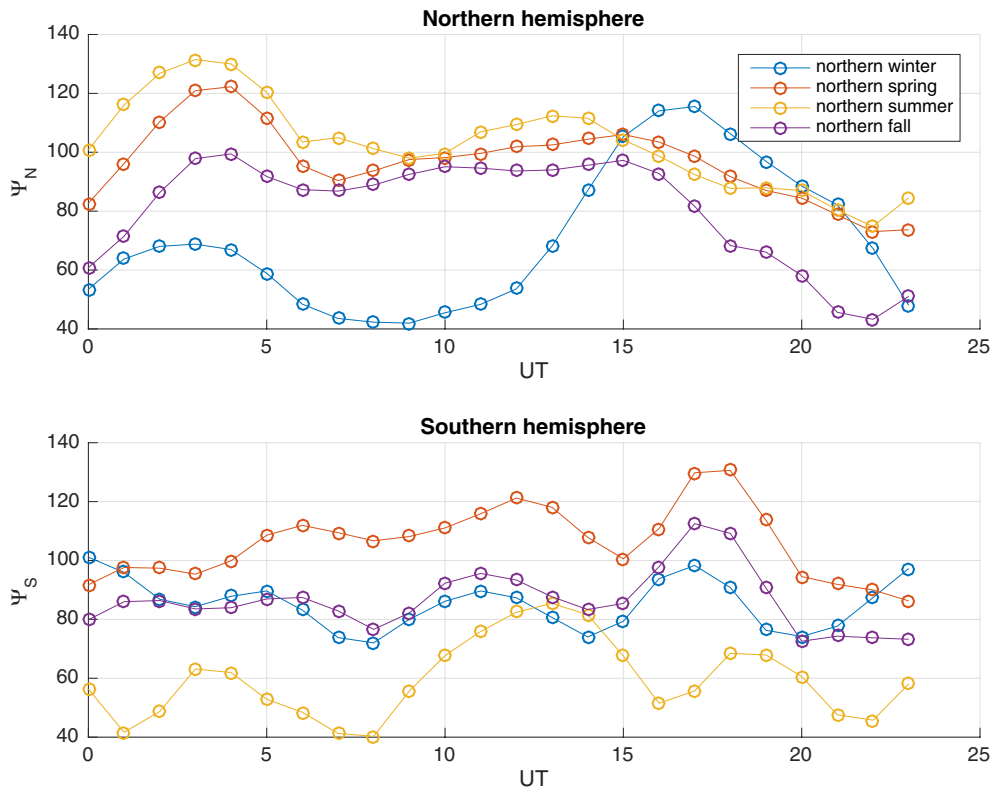 Northern hemisphere
140
120
100
80
60
40
Ψ_N
0 5 10 15 20 25
UT
northern winter
northern spring
northern summer
northern fall
Southern hemisphere
140
120
100
80
60
40
Ψ_S
0 5 10 15 20 25
UT